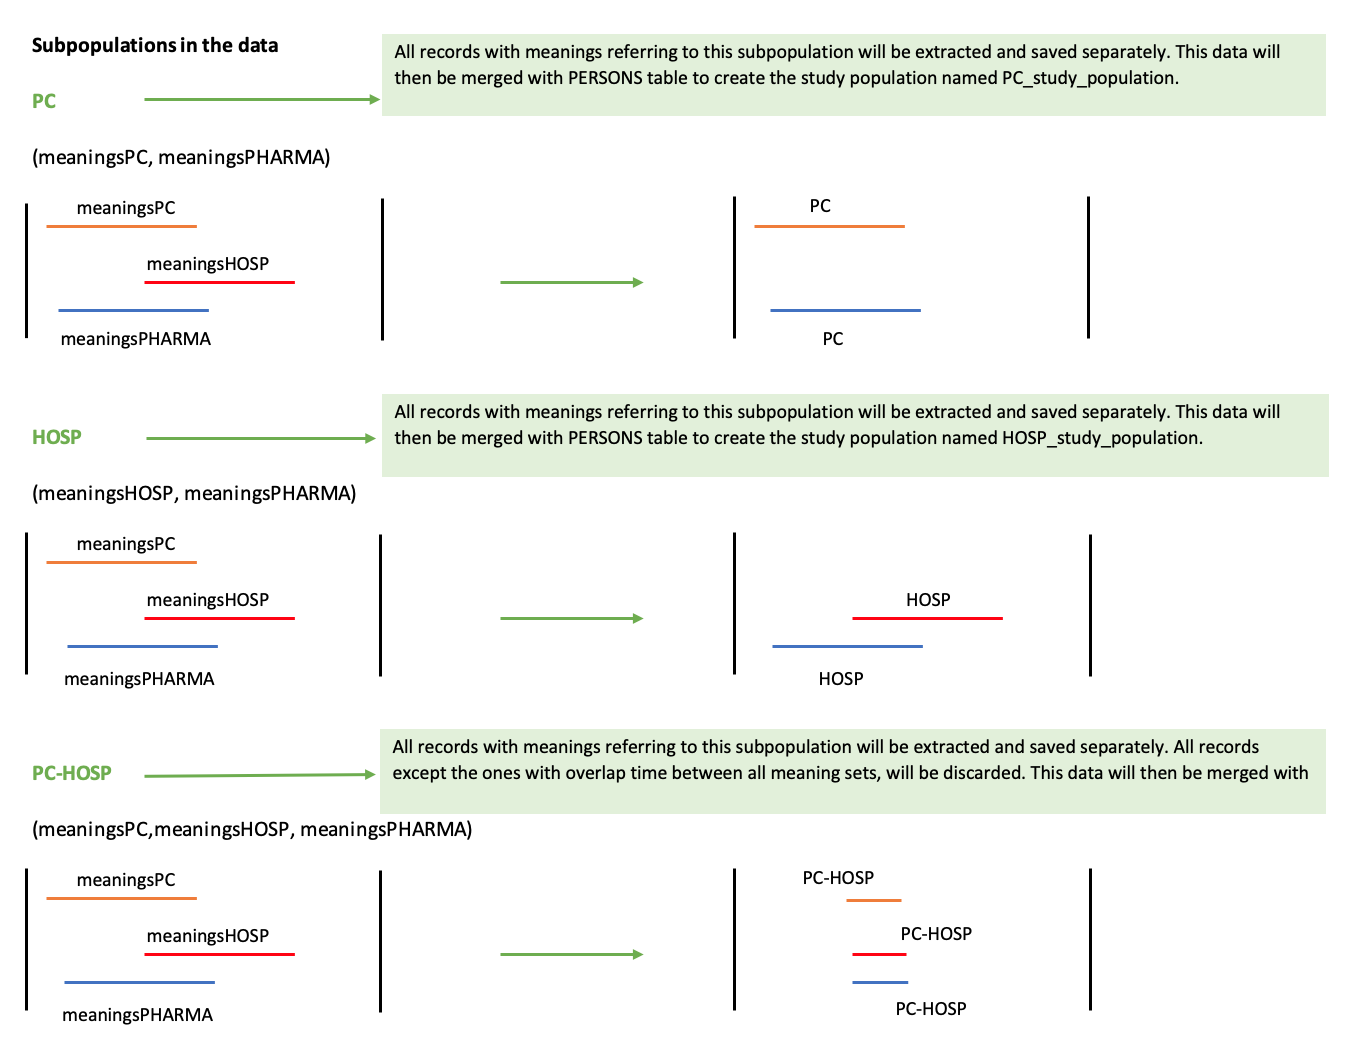 Subpopulations in the data
All records with meanings referring to this subpopulation will be extracted and saved separately. This data will
then be merged with PERSONS table to create the study population named PC_study_population.
PC
(meaningsPC, meaningsPHARMA)
meaningsPC
PC
meaningsHOSP
meaningsPHARMA
PC
All records with meanings referring to this subpopulation will be extracted and saved separately. This data will
then be merged with PERSONS table to create the study population named HOSP_study_population.
HOSP
(meaningsHOSP, meaningsPHARMA)
meaningsPC
meaningsHOSP
HOSP
meaningsPHARMA
HOSP
All records with meanings referring to this subpopulation will be extracted and saved separately. All records
except the ones with overlap time between all meaning sets, will be discarded. This data will then be merged with
PC-HOSP
(meaningsPC,meaningsHOSP, meaningsPHARMA)
meaningsPC
PC-HOSP
meaningsHOSP
PC-HOSP
meaningsPHARMA
PC-HOSP